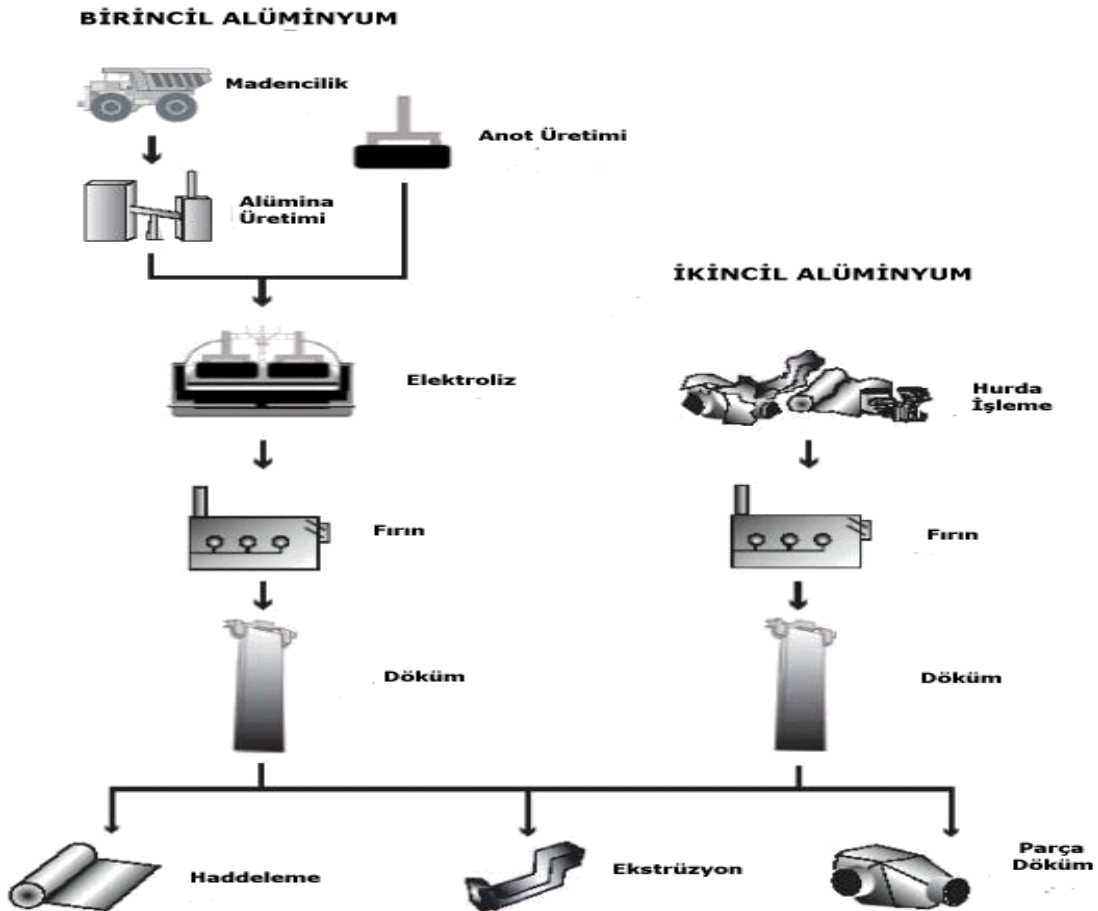 BİRİNCİL ALÜMİNYUM
Madencilik
Anot Üretimi
Alümina
Üretimi
İKİNCİL ALÜMİNYUM
Elektroliz
Hurda
İşleme
Fırın
Fırın
Döküm
Döküm
Haddeleme
Ekstrüzyon
Parça
Döküm